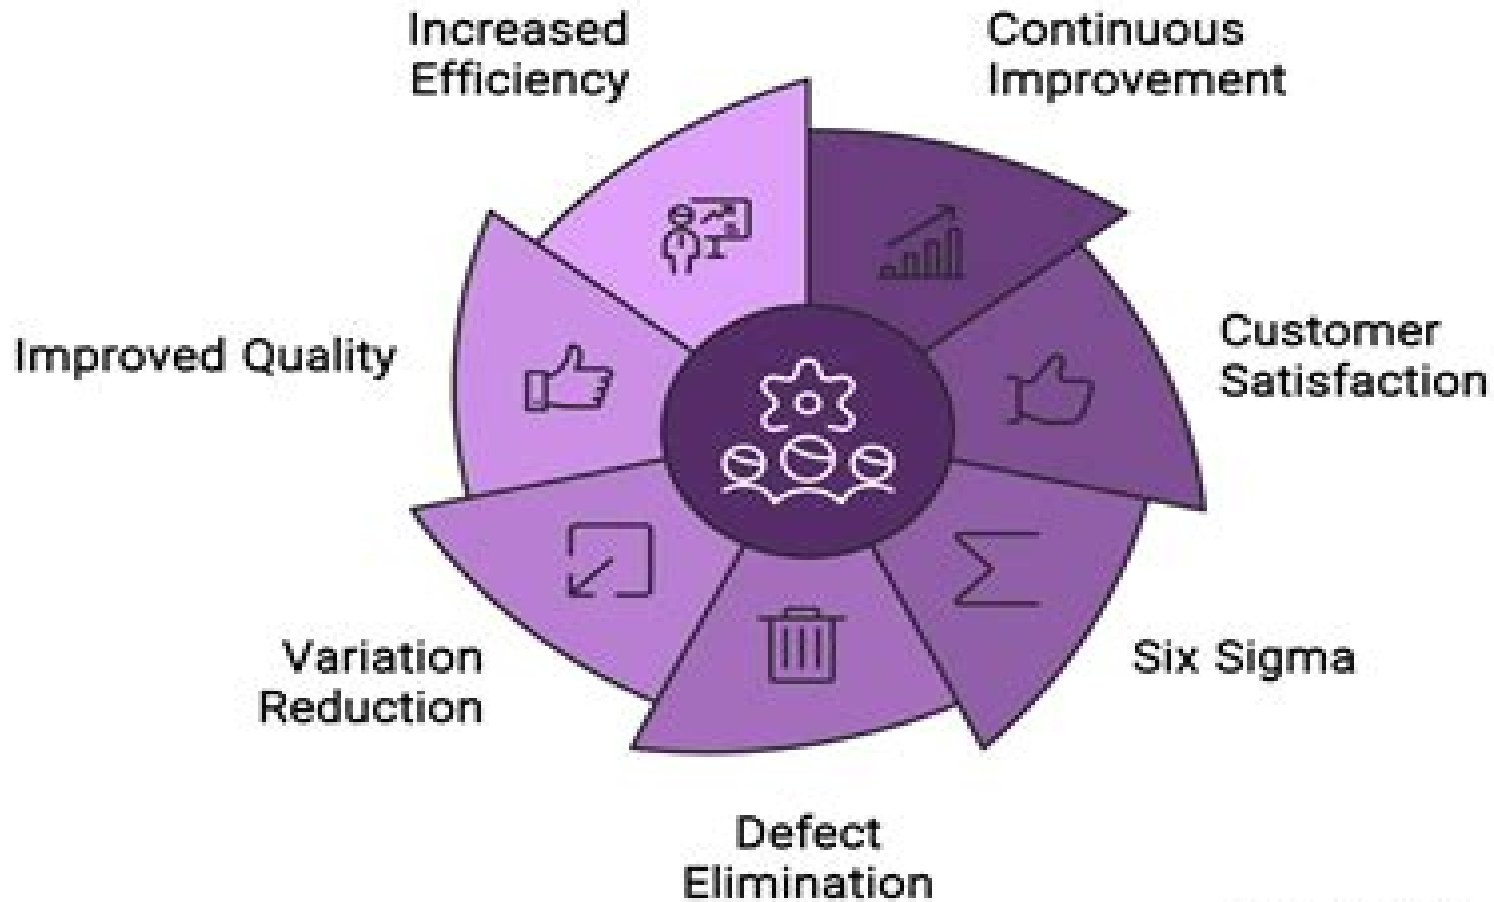 Increased
Efficiency
Continuous
Improvement
Improved Quality
Customer
Satisfaction
Variation
Reduction
Six Sigma
Defect
Elimination